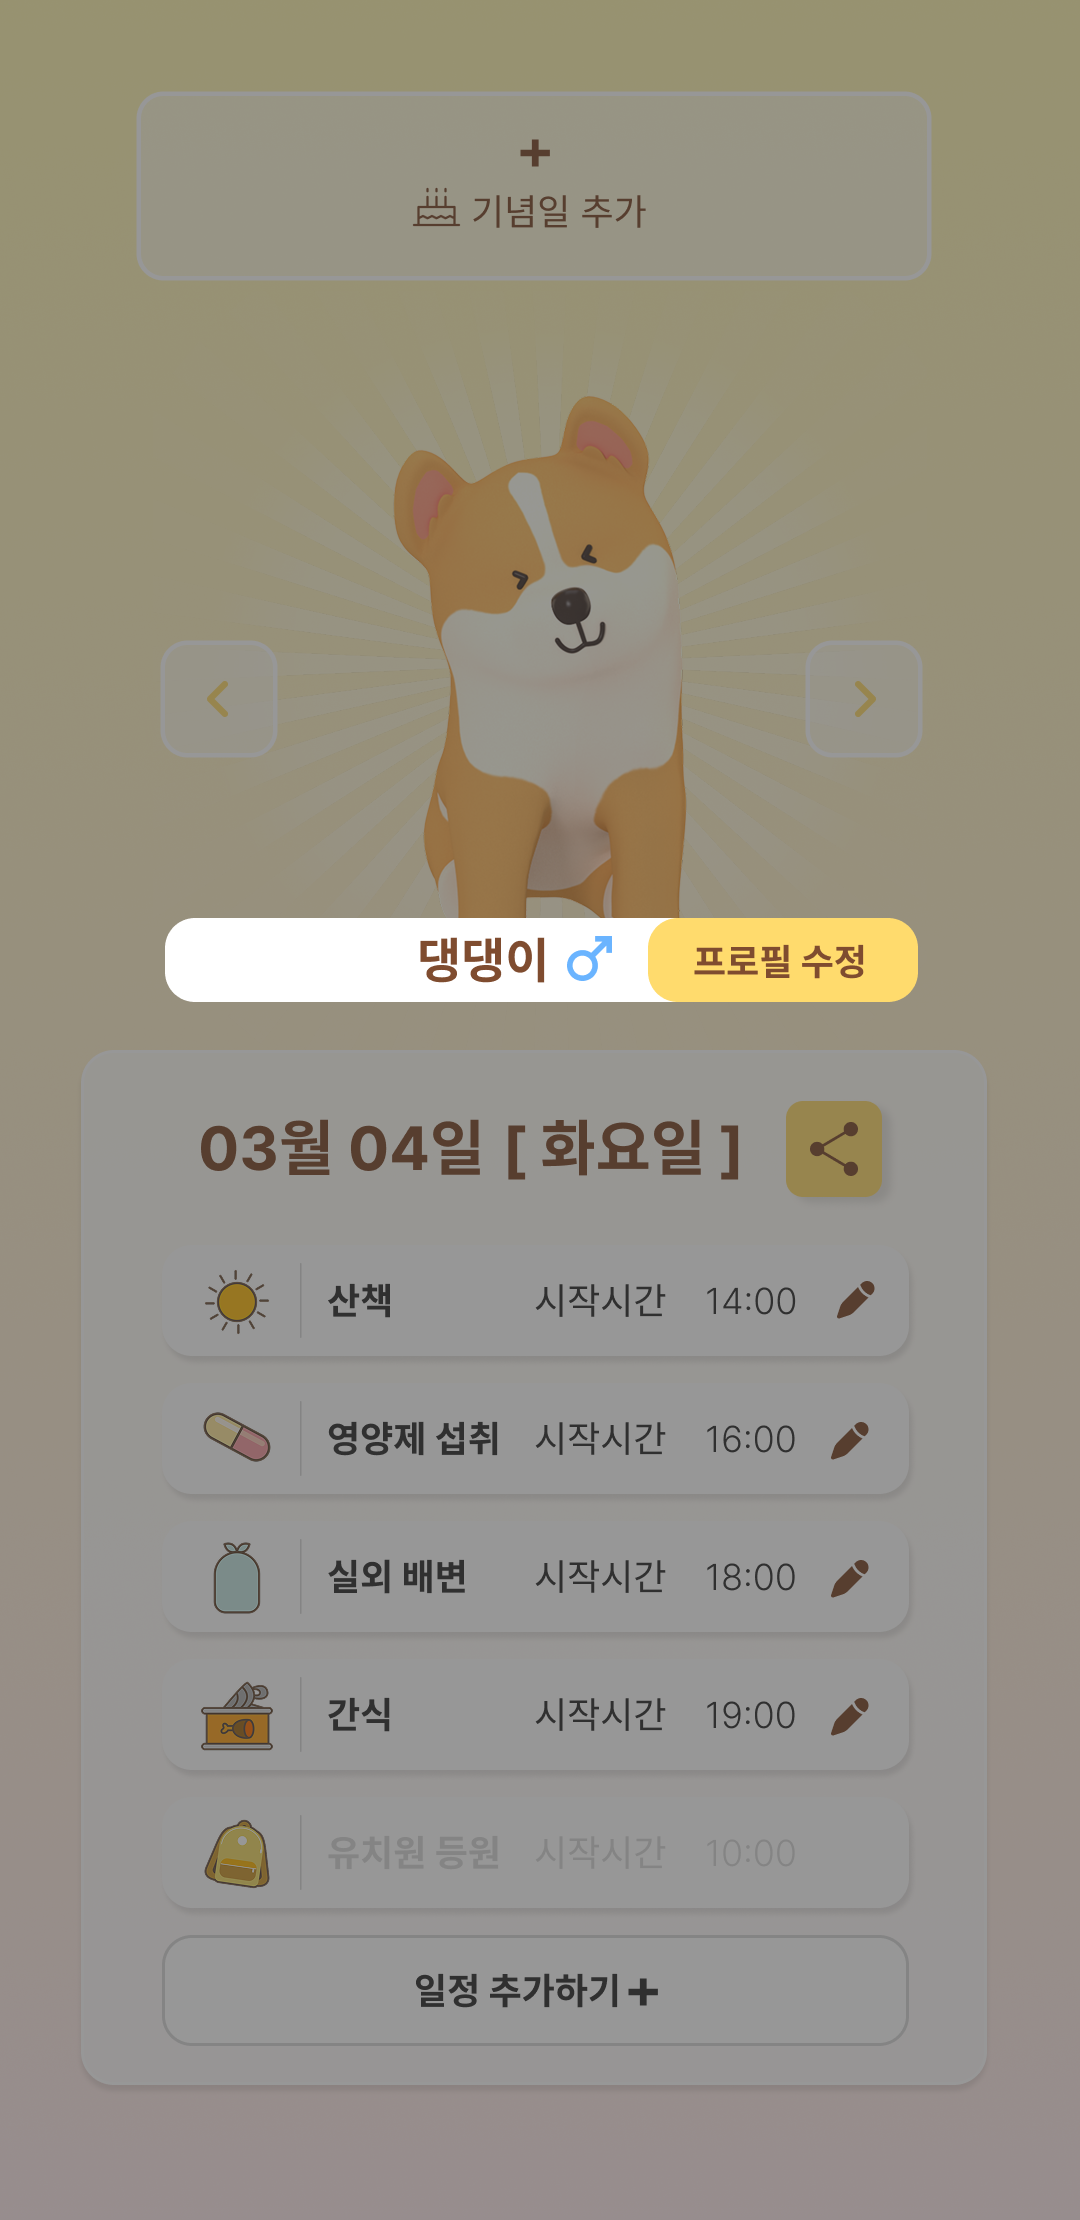 +
기념일 추가
댕댕이 ♂ 프로필 수정
03월 04일 [ 화요일 ]
산책 시작시간 14:00
영양제 섭취 시작시간 16:00
실외 배변 시작시간 18:00
간식 시작시간 19:00
유치원 등원 시작시간 10:00
일정 추가하기 +